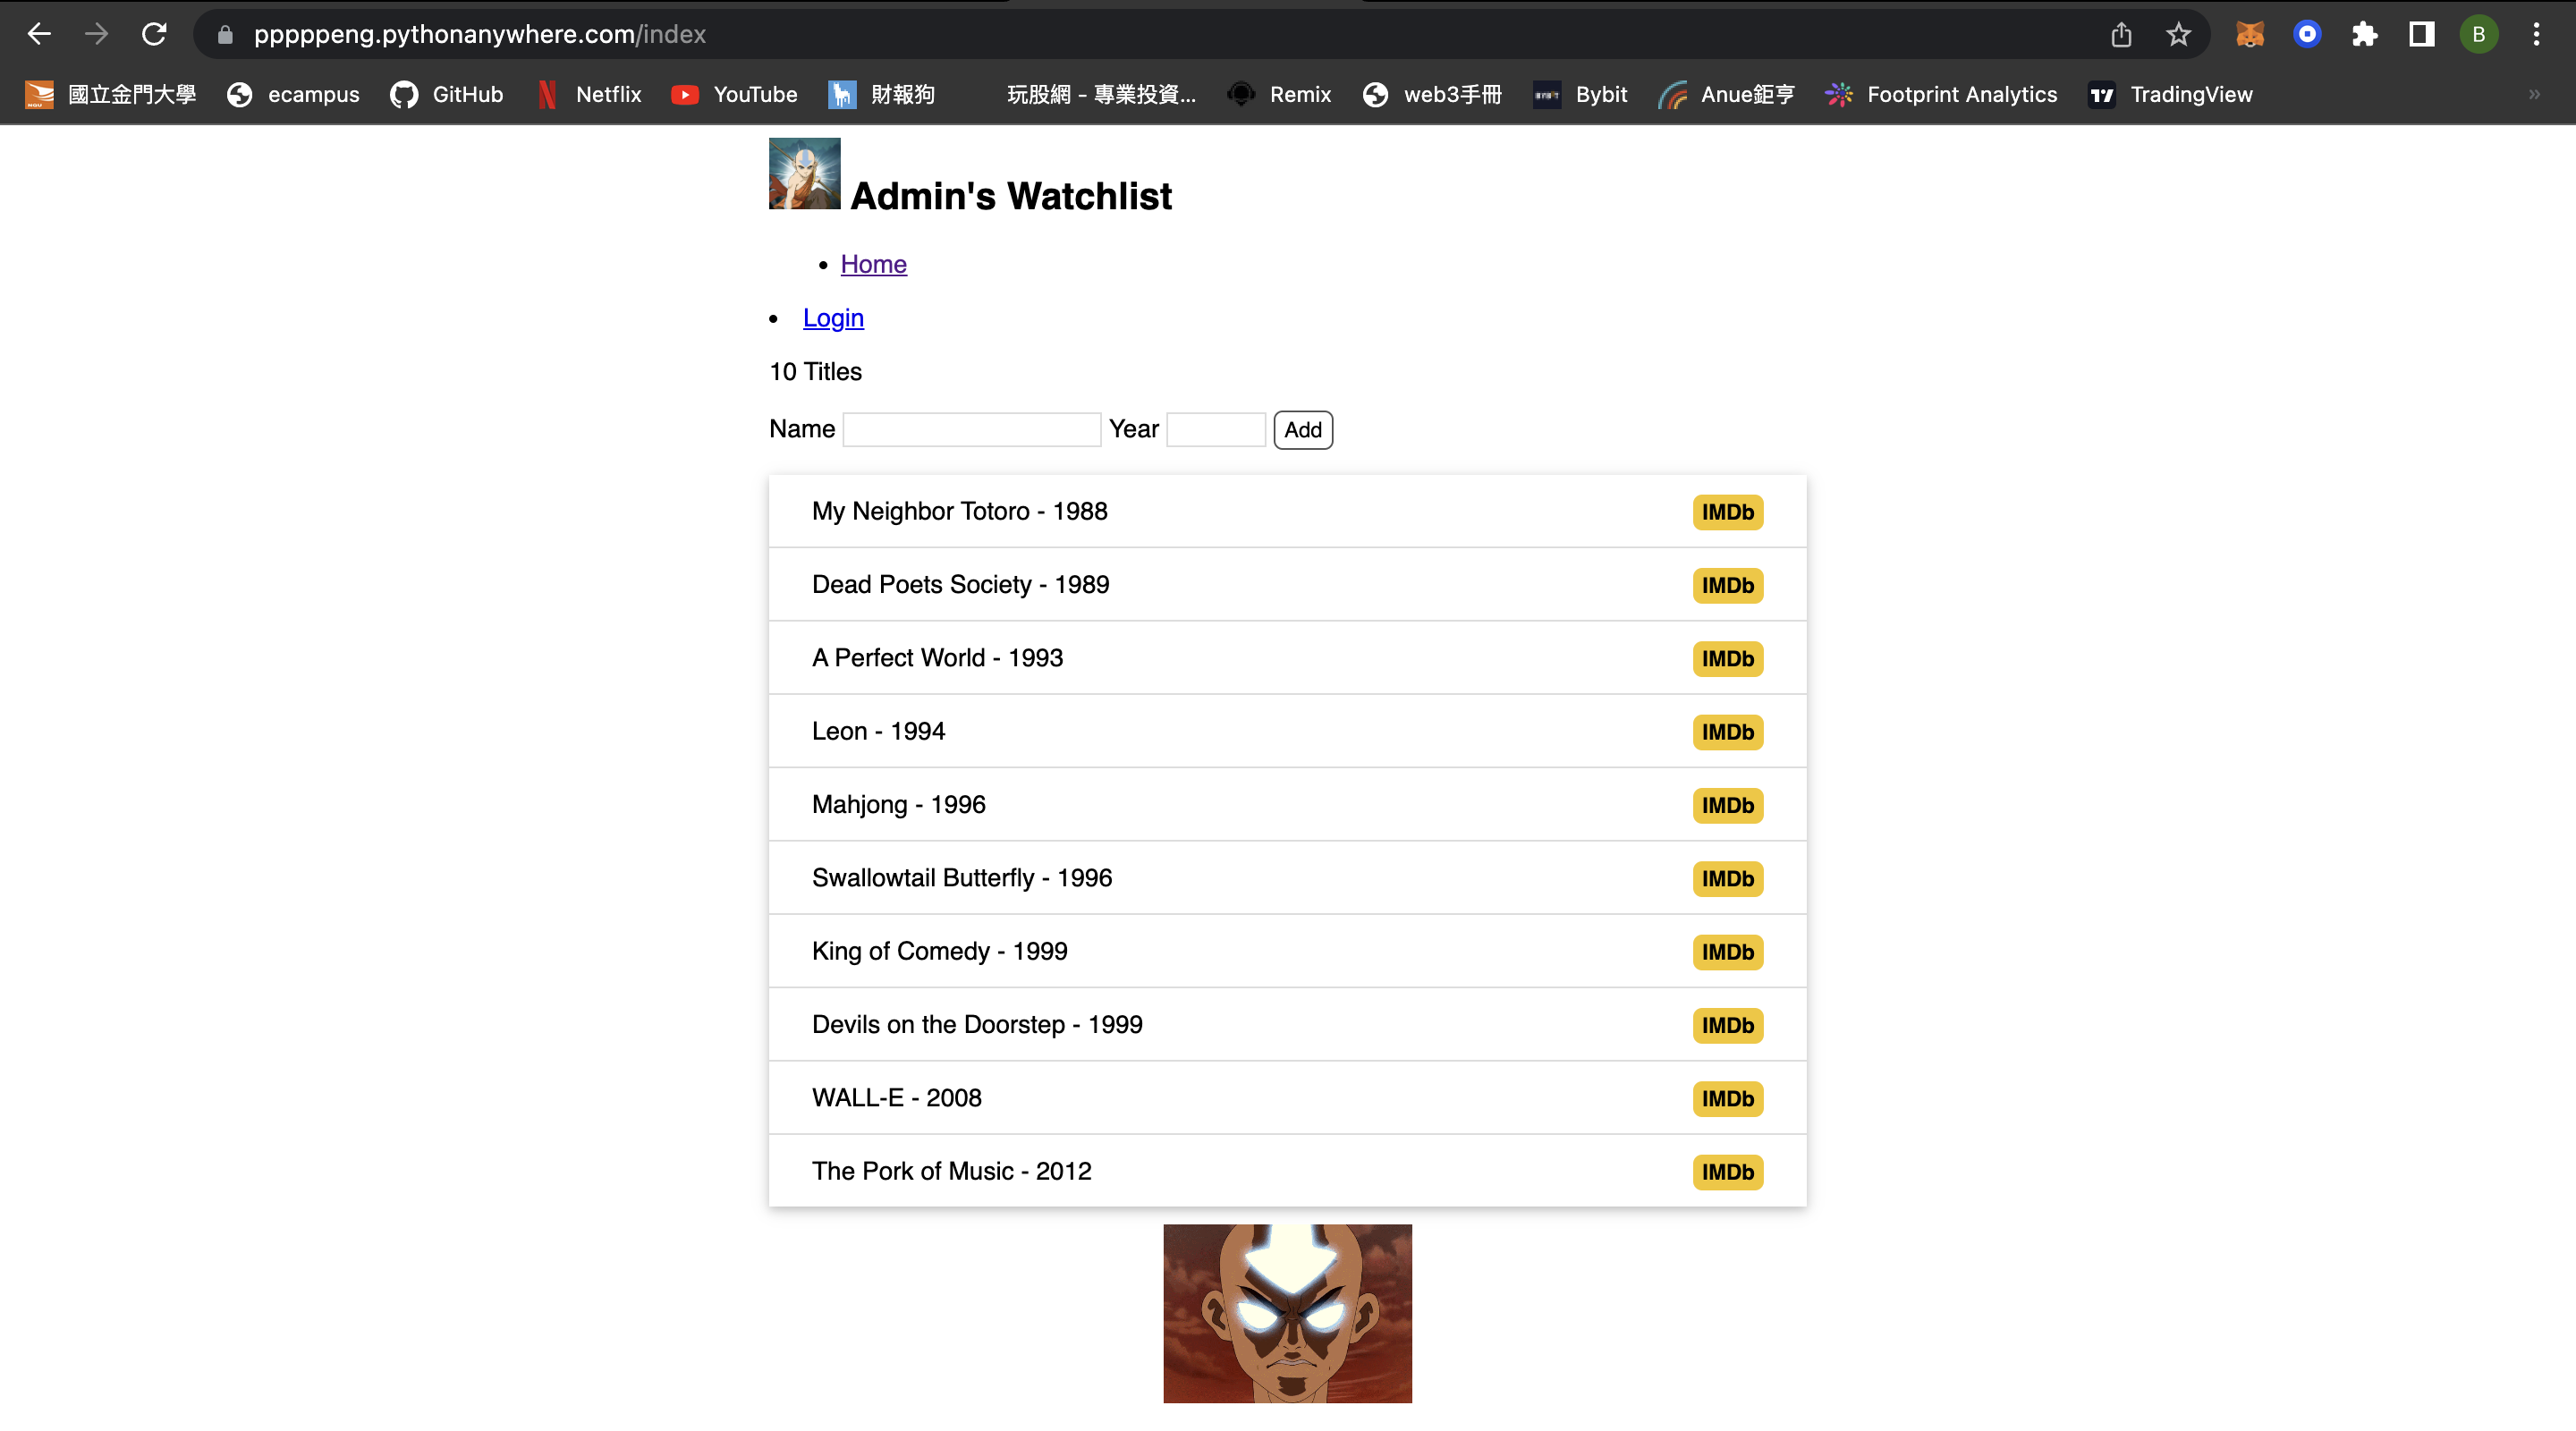 pppppeng.pythonanywhere.com/index
B
國立金門大學 ecampus GitHub Netflix YouTube 財報狗 玩股網 - 專業投資... Remix web3手冊 Bybit Anue鉅亨 Footprint Analytics TradingView »
Admin's Watchlist
• Home
• Login
10 Titles
Name Year Add
My Neighbor Totoro - 1988 IMDb
Dead Poets Society - 1989 IMDb
A Perfect World - 1993 IMDb
Leon - 1994 IMDb
Mahjong - 1996 IMDb
Swallowtail Butterfly - 1996 IMDb
King of Comedy - 1999 IMDb
Devils on the Doorstep - 1999 IMDb
WALL-E - 2008 IMDb
The Pork of Music - 2012 IMDb